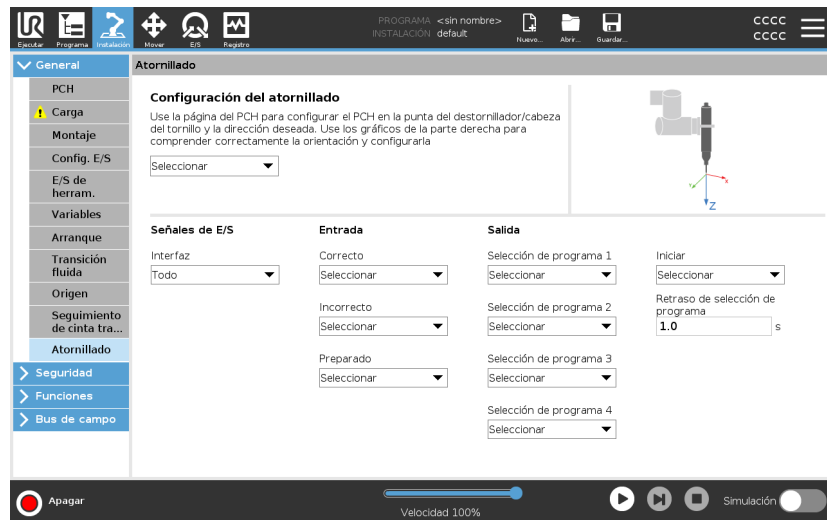 UR
Ejecutar
Programa
Instalación
Mover
E/S
Registro
PROGRAMA <sin nombre>
INSTALACIÓN default
Nuevo...
Abrir...
Guardar...
CCCC
CCCC
General
PCH
Carga
Montaje
Config. E/S
E/S de
herram.
Variables
Arranque
Transición
fluida
Origen
Seguimiento
de cinta tra...
Atornillado
Seguridad
Funciones
Bus de campo
Atornillado
Configuración del atornillado
Use la página del PCH para configurar el PCH en la punta del destornillador/cabeza
del tornillo y la dirección deseada. Use los gráficos de la parte derecha para
comprender correctamente la orientación y configurarla
Seleccionar
Y
X
Z
Señales de E/S
Interfaz
Todo
Entrada
Correcto
Seleccionar
Incorrecto
Seleccionar
Preparado
Seleccionar
Salida
Selección de programa 1
Seleccionar
Selección de programa 2
Seleccionar
Selección de programa 3
Seleccionar
Selección de programa 4
Seleccionar
Iniciar
Seleccionar
Retraso de selección de
programa
1.0 s
Apagar
Velocidad 100%
Simulación